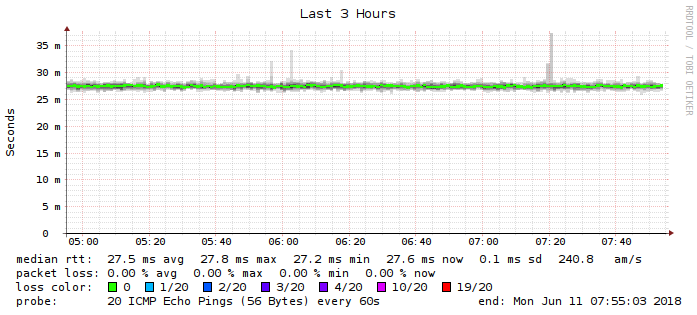 Last 3 Hours
RRDTOOL / TOBI OETIKER
Seconds
35 m
30 m
25 m
20 m
15 m
10 m
5 m
0
05:00 05:20 05:40 06:00 06:20 06:40 07:00 07:20 07:40
median rtt: 27.5 ms avg 27.8 ms max 27.2 ms min 27.6 ms now 0.1 ms sd 240.8 am/s
packet loss: 0.00 % avg 0.00 % max 0.00 % min 0.00 % now
loss color: 0 1/20 2/20 3/20 4/20 10/20 19/20
probe: 20 ICMP Echo Pings (56 Bytes) every 60s end: Mon Jun 11 07:55:03 2018